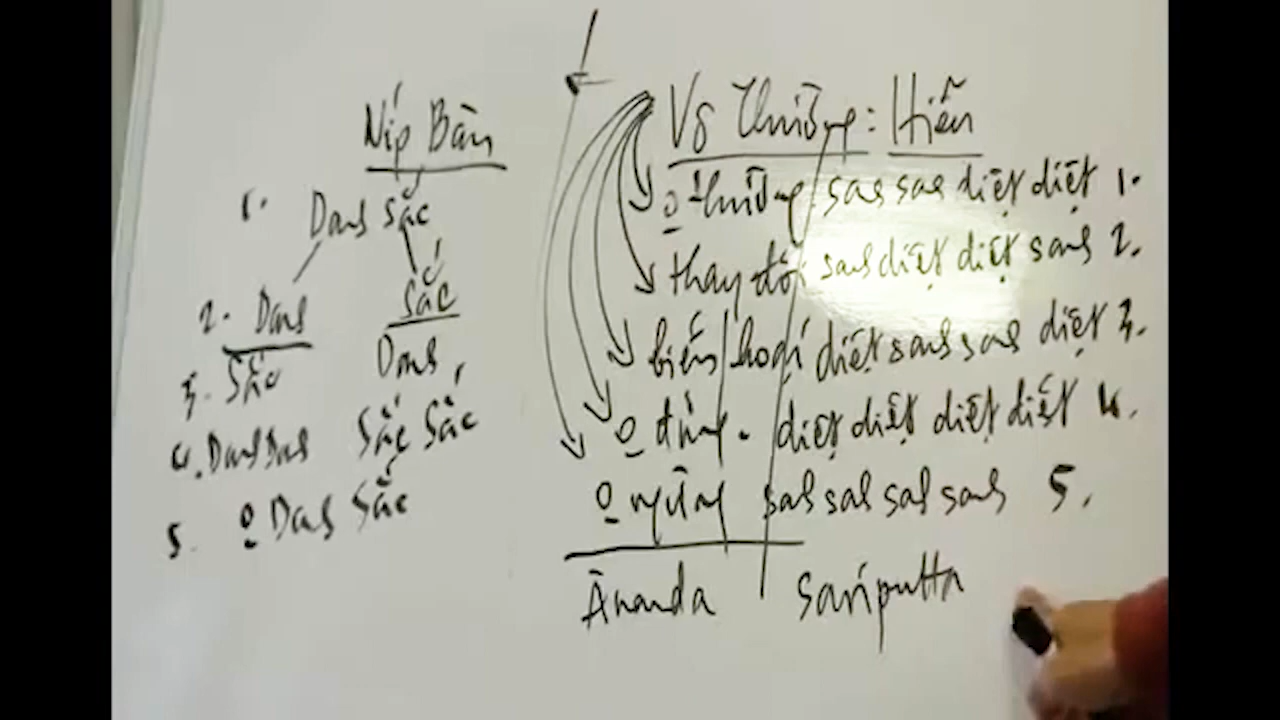 Níp Bàn
1. Danh sắc
2. Danh sắc
3. Sắc Danh
4. Danh Danh Sắc Sắc
5. o Danh Sắc
Vô Thường: Hiển
o thường sanh sanh diệt diệt 1.
thay đổi sanh diệt diệt sanh 2.
biến hoại diệt sanh sanh diệt 3.
o đừng. diệt diệt diệt diệt 4.
o ngừng sanh sanh sanh sanh 5.
Ānanda Sariputta